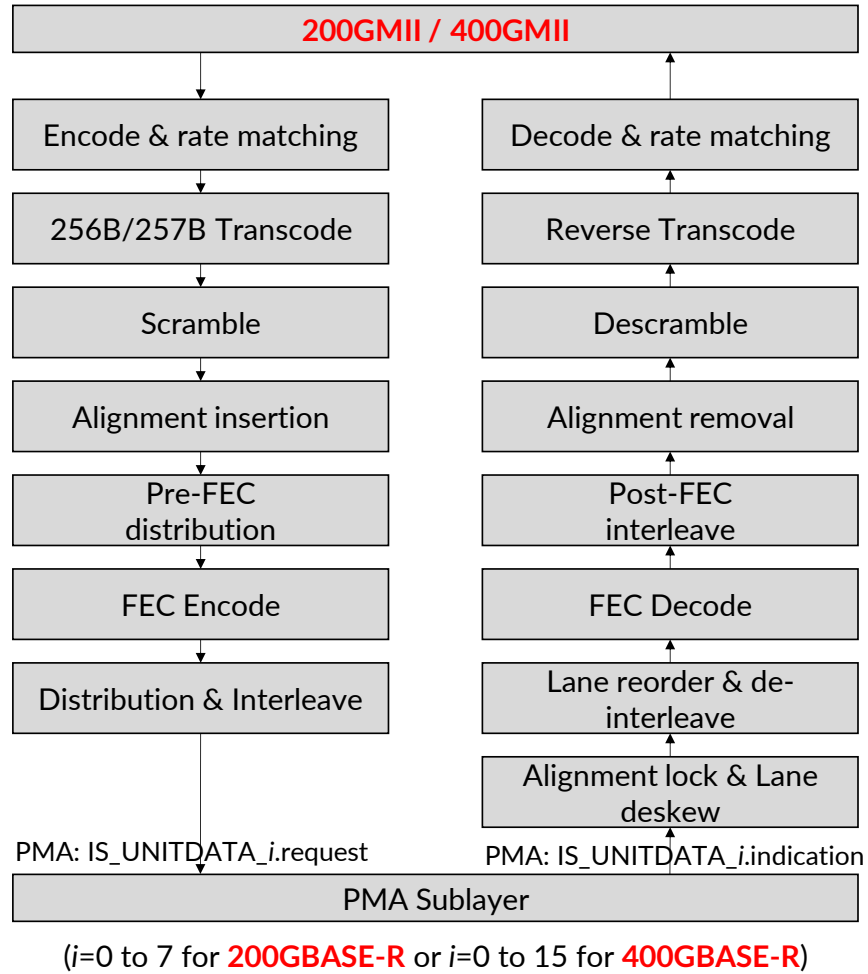 200GMII / 400GMII
Encode & rate matching
256B/257B Transcode
Scramble
Alignment insertion
Pre-FEC
distribution
FEC Encode
Distribution & Interleave
PMA: IS_UNITDATA_i.request
Decode & rate matching
Reverse Transcode
Descramble
Alignment removal
Post-FEC
interleave
FEC Decode
Lane reorder & de-
interleave
Alignment lock & Lane
deskew
PMA: IS_UNITDATA_i.indication
PMA Sublayer
(i=0 to 7 for 200GBASE-R or i=0 to 15 for 400GBASE-R)